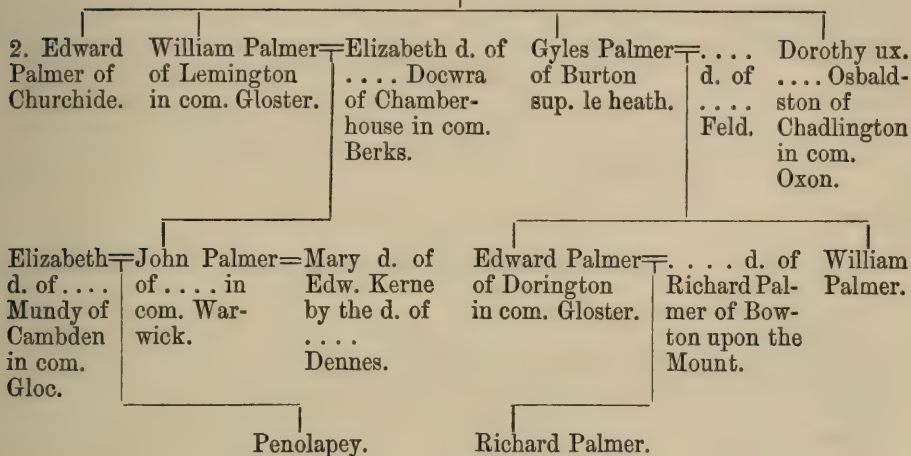 2. Edward
Palmer of
Churchide.
William Palmer=Elizabeth d. of
of Lemington
in com. Gloster.
.... Docwra
of Chamber-
house in com.
Berks.
Gyles Palmer=....
of Burton
sup. le heath.
d. of
....
Feld.
Dorothy ux.
.... Osbald-
ston of
Chadlington
in com.
Oxon.
Elizabeth=John Palmer=Mary d. of
d. of....
Mundy of
Cambden
in com.
Gloc.
of .... in
com. War-
wick.
Edw. Kerne
by the d. of
....
Dennes.
Edward Palmer=.... d. of
of Dorington
in com. Gloster.
Richard Pal-
mer of Bow-
ton upon the
Mount.
William
Palmer.
Penolapey.
Richard Palmer.